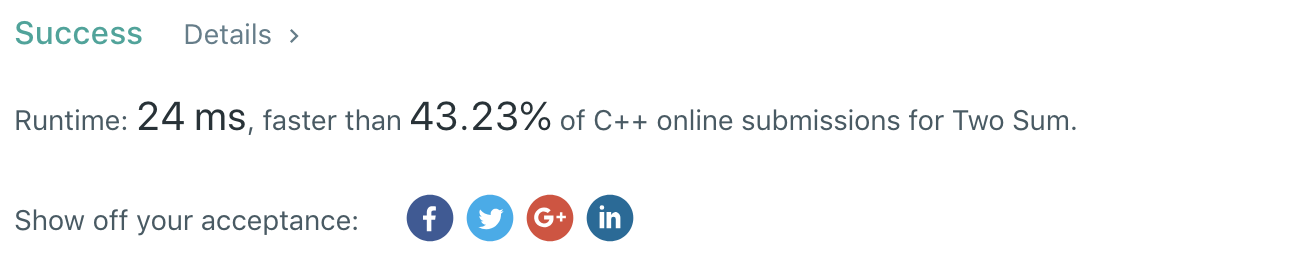 Success Details >
Runtime: 24 ms, faster than 43.23% of C++ online submissions for Two Sum.
Show off your acceptance: f G+ in